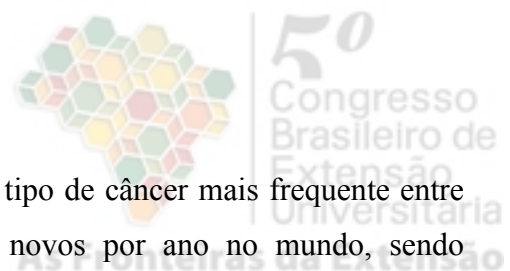 5º
Congresso
Brasileiro de
Extensão
Universitária
As Fronteiras da Extensão
tipo de câncer mais frequente entre
novos por ano no mundo, sendo